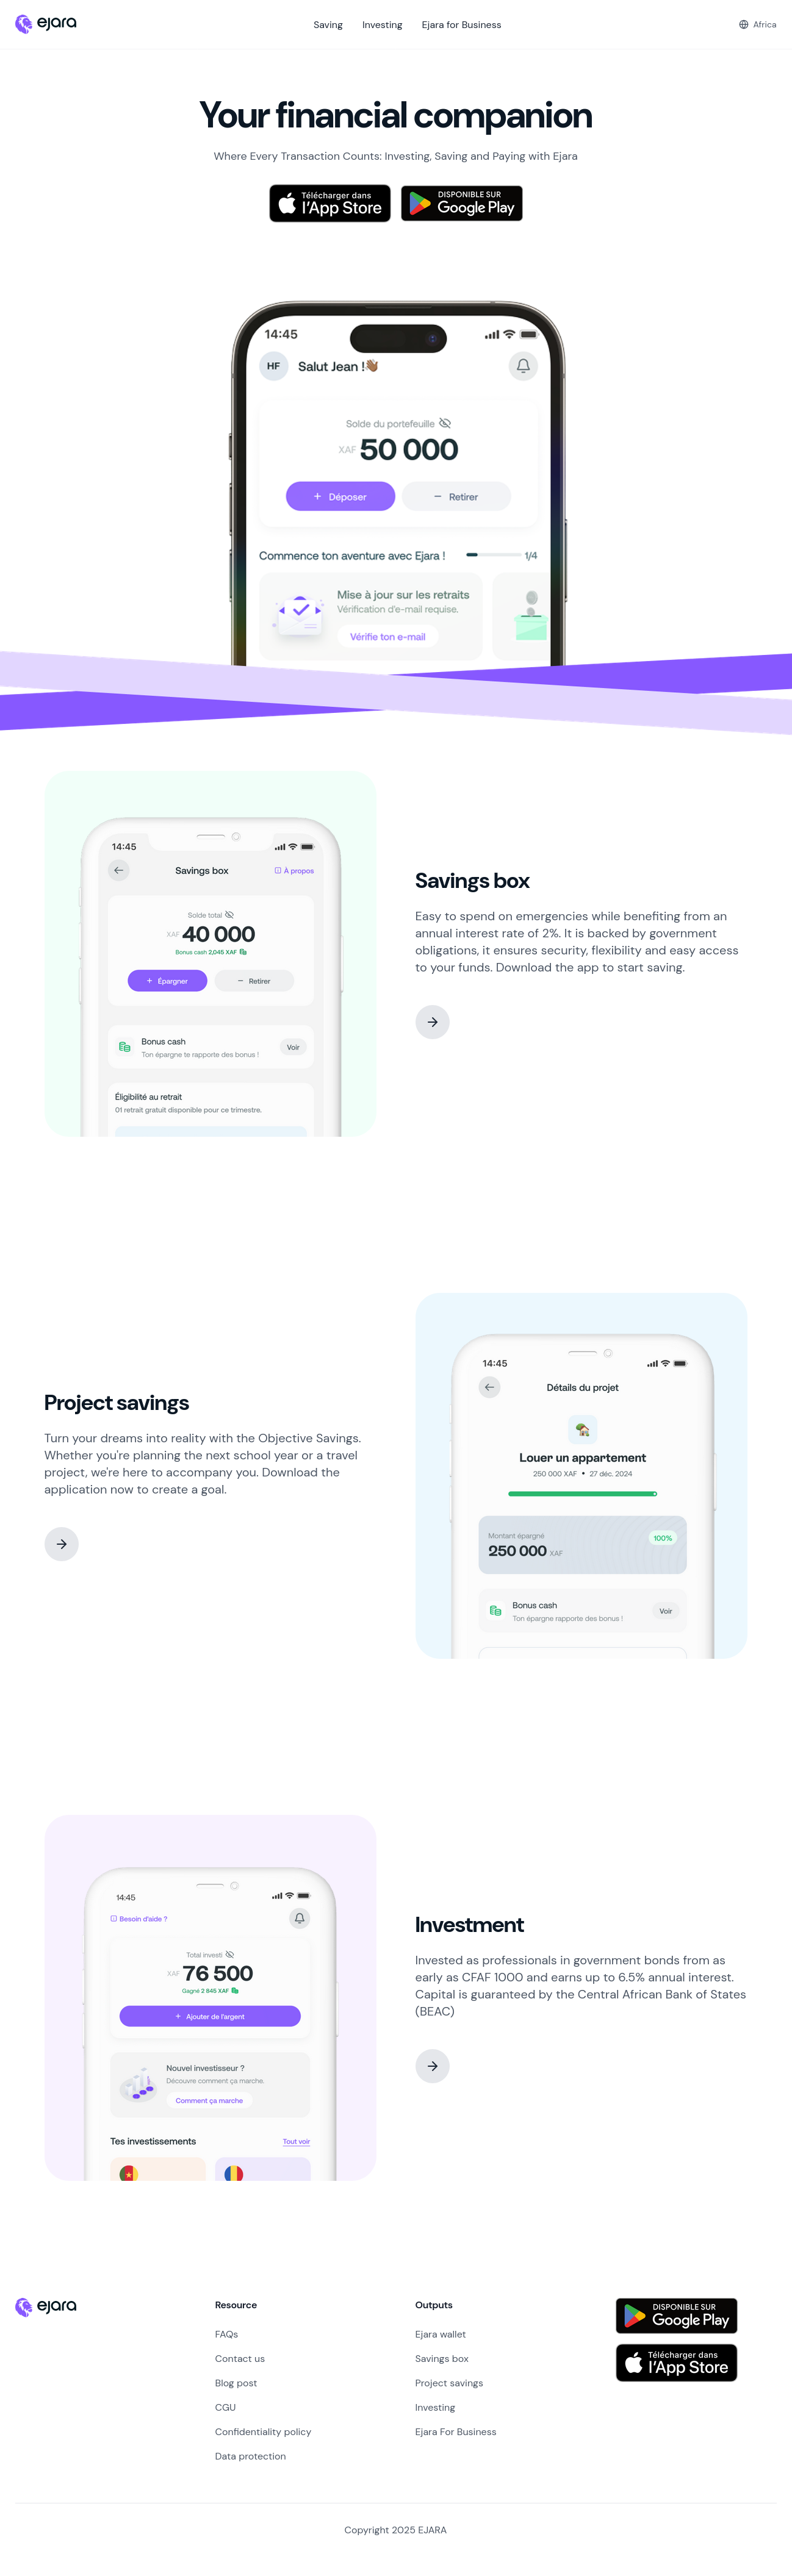 ejara
Saving
Investing
Ejara for Business
Africa
Your financial companion
Where Every Transaction Counts: Investing, Saving and Paying with Ejara
Télécharger dans
l'App Store
DISPONIBLE SUR
Google Play
14:45
HF
Salut Jean !
Solde du portefeuille
XAF 50 000
+ Déposer
− Retirer
Commence ton aventure avec Ejara !
1/4
Mise à jour sur les retraits
Vérification d'e-mail requise.
Vérifie ton e-mail
14:45
Savings box
À propos
Solde total
XAF 40 000
Bonus cash 2,045 XAF
+ Épargner
− Retirer
Bonus cash
Ton épargne te rapporte des bonus !
Voir
Éligibilité au retrait
01 retrait gratuit disponible pour ce trimestre.
Savings box
Easy to spend on emergencies while benefiting from an
annual interest rate of 2%. It is backed by government
obligations, it ensures security, flexibility and easy access
to your funds. Download the app to start saving.
Project savings
Turn your dreams into reality with the Objective Savings.
Whether you're planning the next school year or a travel
project, we're here to accompany you. Download the
application now to create a goal.
14:45
Détails du projet
Louer un appartement
250 000 XAF • 27 déc. 2024
Montant épargné
250 000 XAF
100%
Bonus cash
Ton épargne rapporte des bonus !
Voir
14:45
Besoin d'aide ?
Total investi
XAF 76 500
Gagné 2 845 XAF
+ Ajouter de l'argent
Nouvel investisseur ?
Découvre comment ça marche.
Comment ça marche
Tes investissements
Tout voir
Investment
Invested as professionals in government bonds from as
early as CFAF 1000 and earns up to 6.5% annual interest.
Capital is guaranteed by the Central African Bank of States
(BEAC)
ejara
Resource
FAQs
Contact us
Blog post
CGU
Confidentiality policy
Data protection
Outputs
Ejara wallet
Savings box
Project savings
Investing
Ejara For Business
DISPONIBLE SUR
Google Play
Télécharger dans
l'App Store
Copyright 2025 EJARA